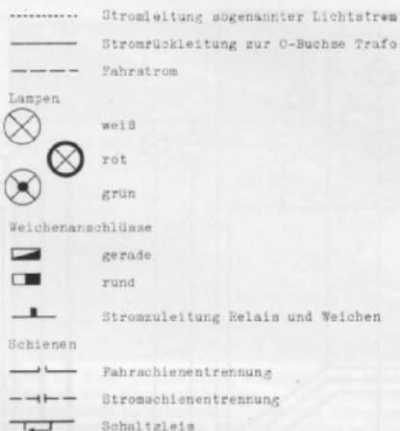 Stromleitung sogenannter Lichtstrom
Stromrückleitung zur O-Buchse Trafo
Fahrstrom
Lampen
weiß
rot
grün
Weichenanschlüsse
gerade
rund
Stromzuleitung Relais und Weichen
Schienen
Fahrschienentrennung
Stromschienentrennung
Schaltgleis